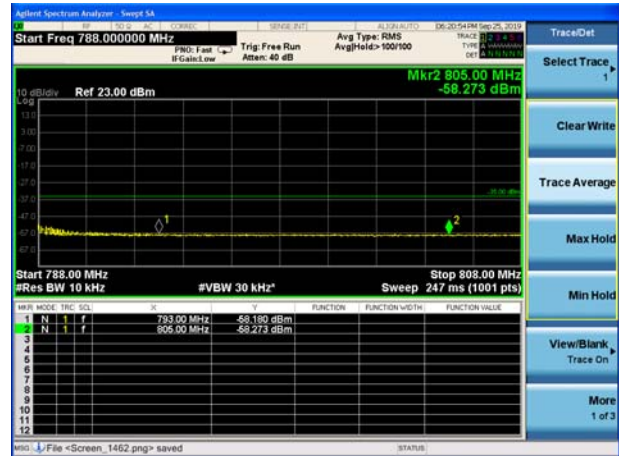 Agilent Spectrum Analyzer - Swept SA
RF 50 Ω AC CORREC SENSE:INT ALIGN AUTO 06:20:54 PM Sep 25, 2019
Start Freq 788.000000 MHz
PNO: Fast
IFGain:Low
Trig: Free Run
Atten: 40 dB
Avg Type: RMS
Avg|Hold:>100/100
TRACE 1 2 3 4 5 6
TYPE A WWWWW
DET A N N N N N
Mkr2 805.00 MHz
-58.273 dBm
10 dB/div Ref 23.00 dBm
Log
13.0
3.00
-7.00
-17.0
-27.0
-37.0
-47.0
-57.0
-67.0
1
2
Start 788.00 MHz Stop 808.00 MHz
#Res BW 10 kHz #VBW 30 kHz* Sweep 247 ms (1001 pts)
MKR MODE TRC SCL X Y FUNCTION FUNCTION WIDTH FUNCTION VALUE
1 N 1 f 793.00 MHz -58.180 dBm
2 N 1 f 805.00 MHz -58.273 dBm
3
4
5
6
7
8
9
10
11
12
MSG File <Screen_1462.png> saved STATUS
Trace/Det
Select Trace
1
Clear Write
Trace Average
Max Hold
Min Hold
View/Blank
Trace On
More
1 of 3